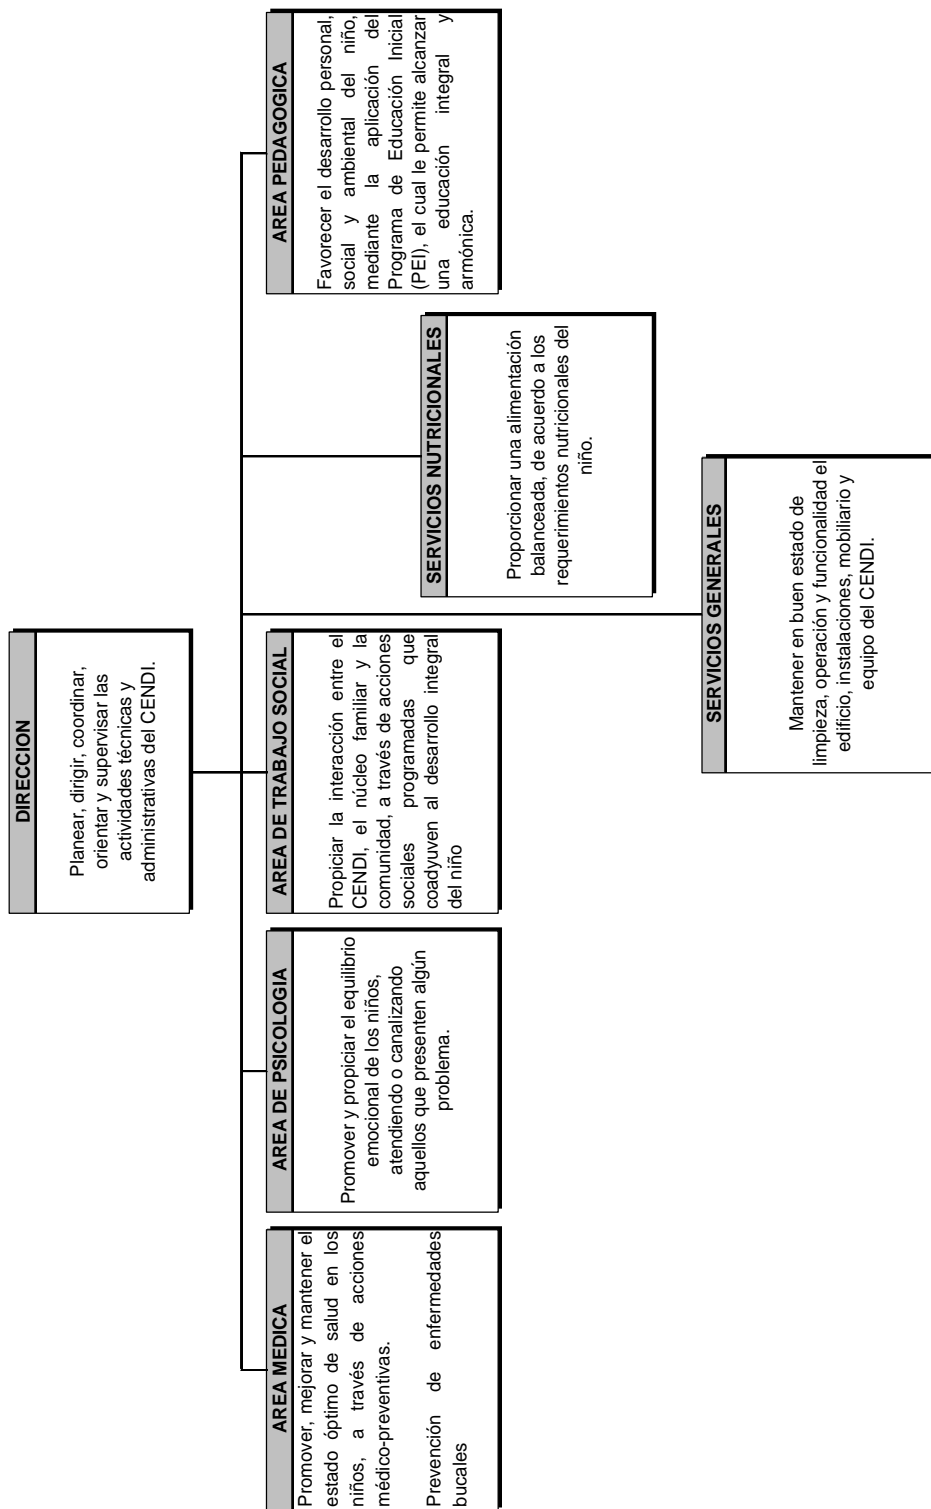 DIRECCION
Planear, dirigir, coordinar,
orientar y supervisar las
actividades técnicas y
administrativas del CENDI.
AREA MEDICA
Promover, mejorar y mantener el
estado óptimo de salud en los
niños, a través de acciones
médico-preventivas.
Prevención de enfermedades
bucales
AREA DE PSICOLOGIA
Promover y propiciar el equilibrio
emocional de los niños,
atendiendo o canalizando
aquellos que presenten algún
problema.
AREA DE TRABAJO SOCIAL
Propiciar la interacción entre el
CENDI, el núcleo familiar y la
comunidad, a través de acciones
sociales programadas que
coadyuven al desarrollo integral
del niño
SERVICIOS GENERALES
Mantener en buen estado de
limpieza, operación y funcionalidad el
edificio, instalaciones, mobiliario y
equipo del CENDI.
SERVICIOS NUTRICIONALES
Proporcionar una alimentación
balanceada, de acuerdo a los
requerimientos nutricionales del
niño.
AREA PEDAGOGICA
Favorecer el desarrollo personal,
social y ambiental del niño,
mediante la aplicación del
Programa de Educación Inicial
(PEI), el cual le permite alcanzar
una educación integral y
armónica.